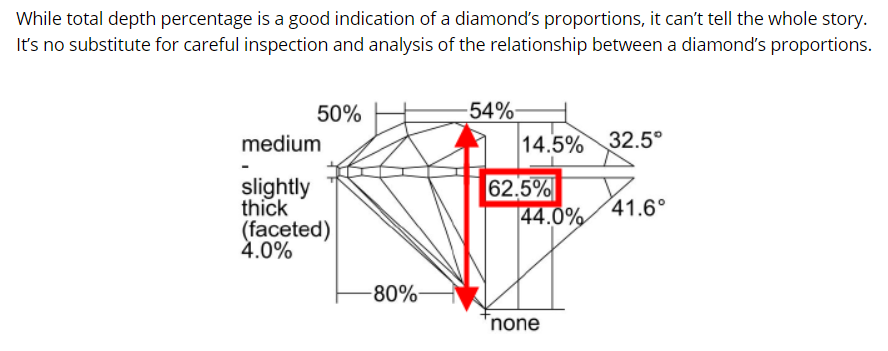 While total depth percentage is a good indication of a diamond’s proportions, it can’t tell the whole story.
It’s no substitute for careful inspection and analysis of the relationship between a diamond’s proportions.
50%
54%
medium
-
slightly
thick
(faceted)
4.0%
14.5%
32.5°
62.5%
44.0%
41.6°
80%
none